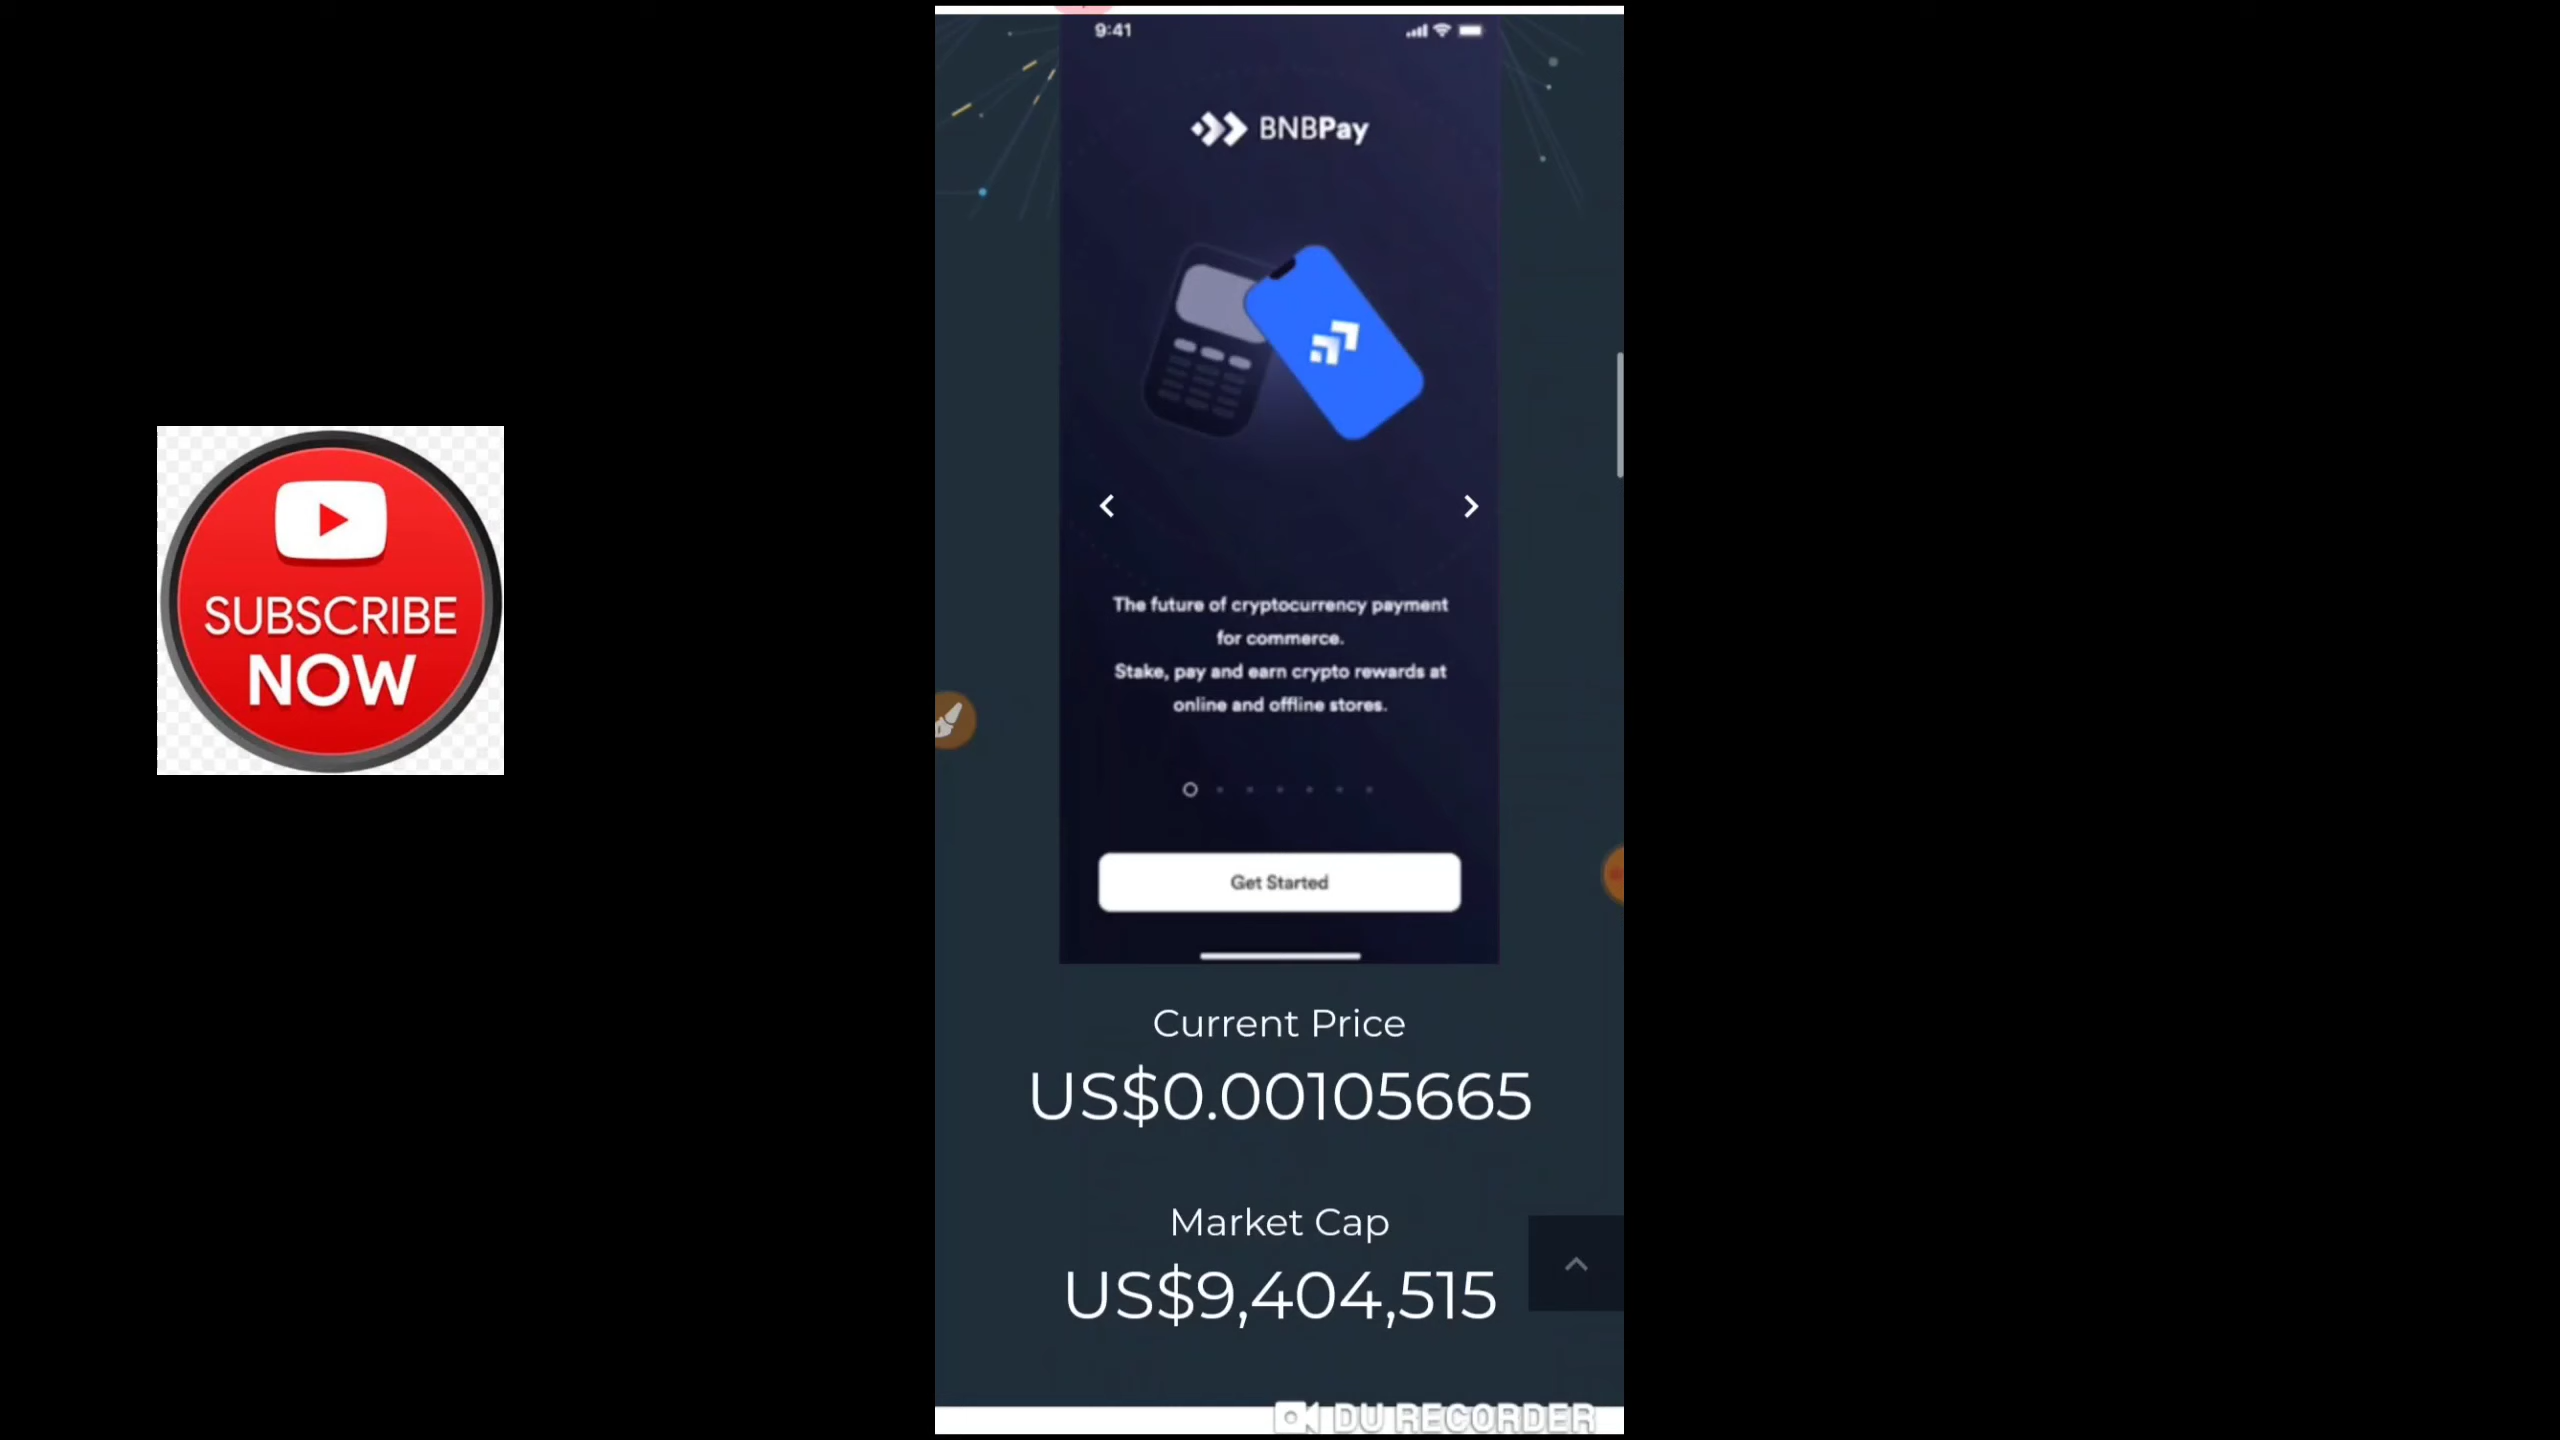 9:41
BNBPay
The future of cryptocurrency payment
for commerce.
Stake, pay and earn crypto rewards at
online and offline stores.
Get Started
SUBSCRIBE
NOW
Current Price
US$0.00105665
Market Cap
US$9,404,515
DU RECORDER